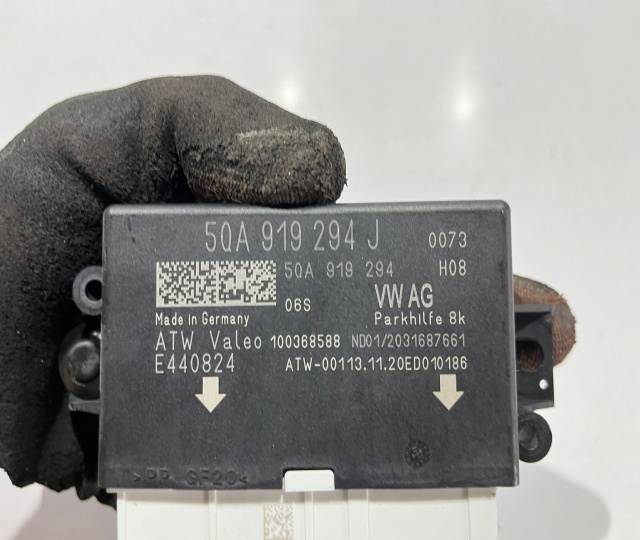 5QA 919 294 J 0073
5QA 919 294 H08
06S VW AG
Made in Germany Parkhilfe 8k
ATW Valeo 100368588 ND01/2031687661
E440824 ATW-00113.11.20ED010186
>PP GF20<